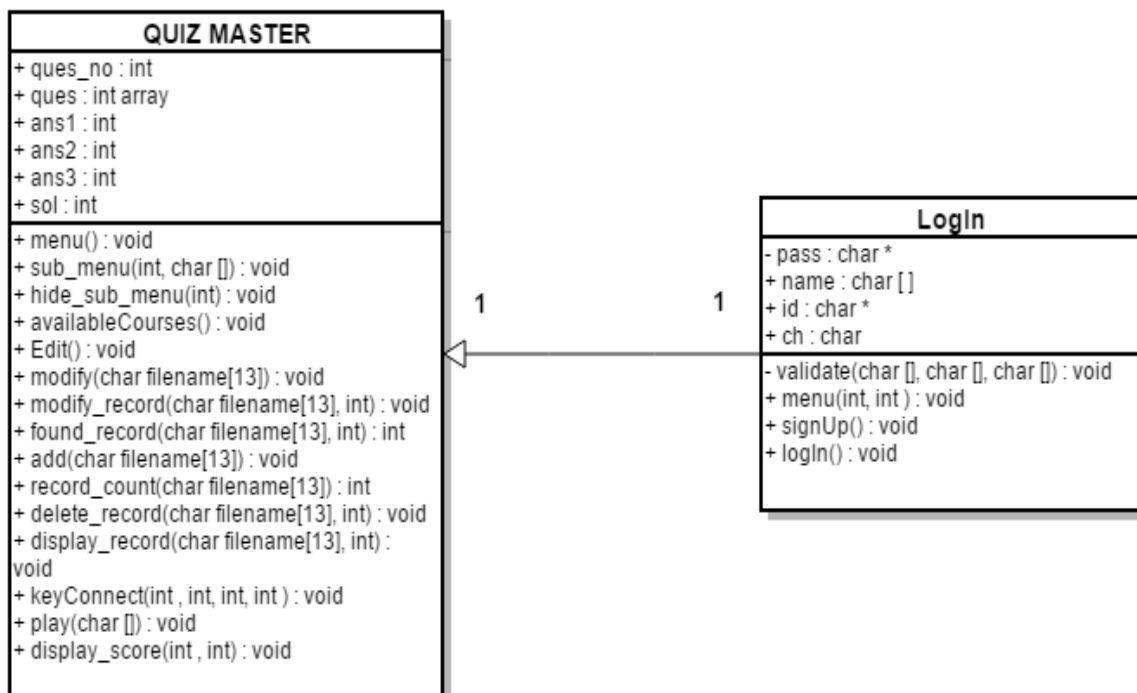 QUIZ MASTER
+ ques_no : int
+ ques : int array
+ ans1 : int
+ ans2 : int
+ ans3 : int
+ sol : int
+ menu() : void
+ sub_menu(int, char []) : void
+ hide_sub_menu(int) : void
+ availableCourses() : void
+ Edit() : void
+ modify(char filename[13]) : void
+ modify_record(char filename[13], int) : void
+ found_record(char filename[13], int) : int
+ add(char filename[13]) : void
+ record_count(char filename[13]) : int
+ delete_record(char filename[13], int) : void
+ display_record(char filename[13], int) :
void
+ keyConnect(int , int, int, int ) : void
+ play(char []) : void
+ display_score(int , int) : void
1
1
LogIn
- pass : char *
+ name : char [ ]
+ id : char *
+ ch : char
- validate(char [], char [], char []) : void
+ menu(int, int ) : void
+ signUp() : void
+ logIn() : void